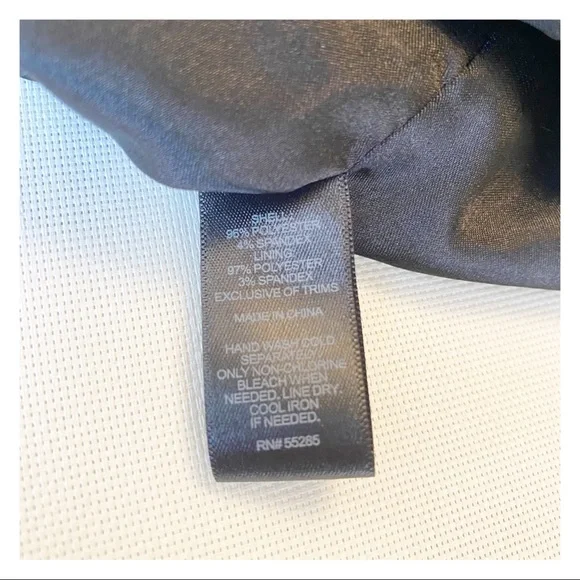 SHELL
96% POLYESTER
4% SPANDEX
LINING
97% POLYESTER
3% SPANDEX
EXCLUSIVE OF TRIMS
MADE IN CHINA
HAND WASH COLD
SEPARATELY.
ONLY NON-CHLORINE
BLEACH WHEN
NEEDED. LINE DRY.
COOL IRON
IF NEEDED.
RN# 55285